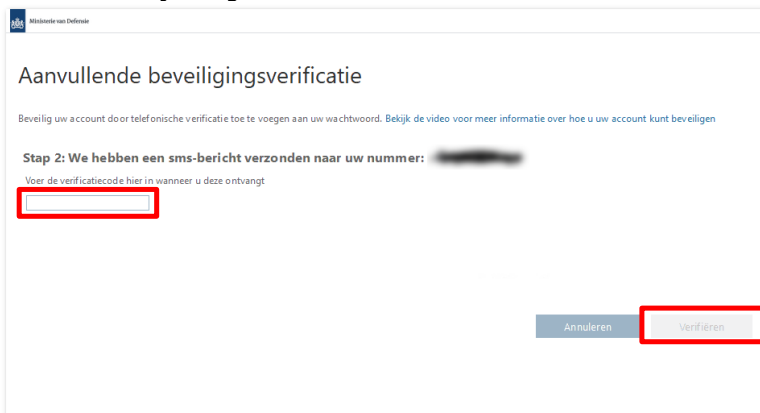 Ministerie van Defensie
Aanvullende beveiligingsverificatie
Beveilig uw account door telefonische verificatie toe te voegen aan uw wachtwoord. Bekijk de video voor meer informatie over hoe u uw account kunt beveiligen
Stap 2: We hebben een sms-bericht verzonden naar uw nummer:
Voer de verificatiecode hier in wanneer u deze ontvangt
Annuleren
Verifiëren